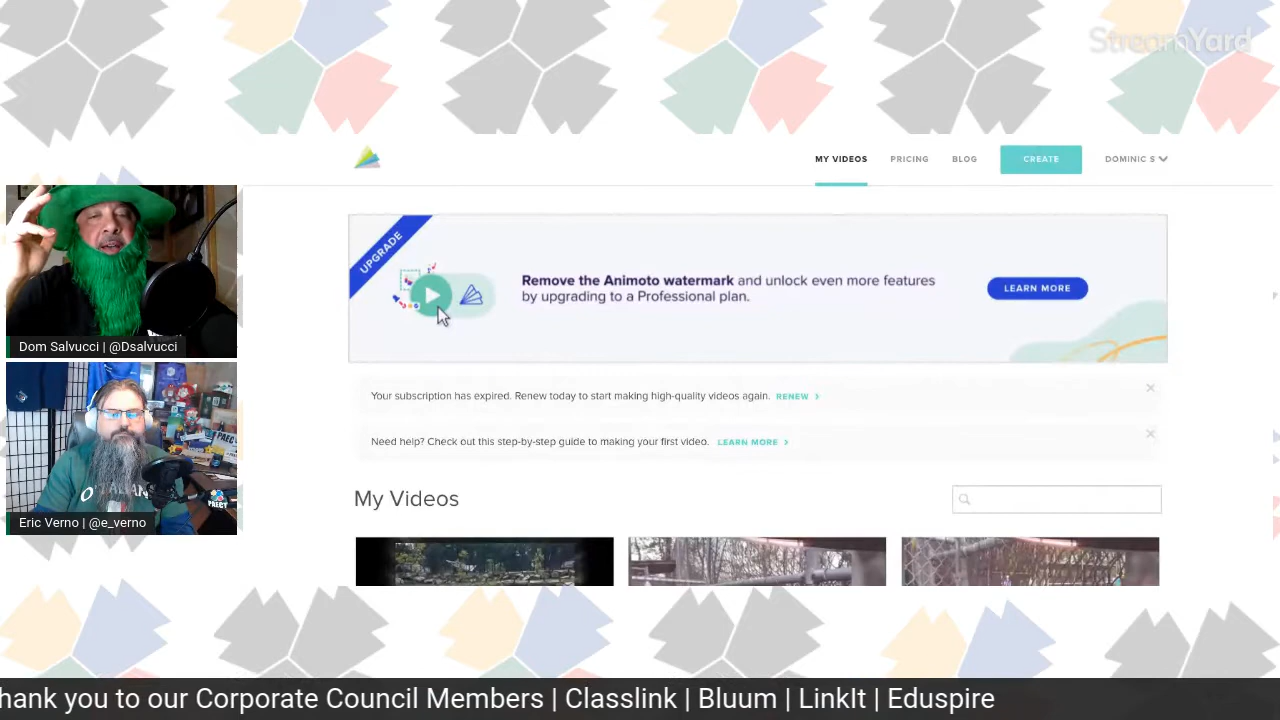 StreamYard
MY VIDEOS PRICING BLOG CREATE DOMINIC S
UPGRADE
Remove the Animoto watermark and unlock even more features
by upgrading to a Professional plan.
LEARN MORE
Dom Salvucci | @Dsalvucci
Your subscription has expired. Renew today to start making high-quality videos again. RENEW >
Need help? Check out this step-by-step guide to making your first video. LEARN MORE >
My Videos
O'ITALIAN
PAECT
Eric Verno | @e_verno
hank you to our Corporate Council Members | Classlink | Bluum | LinkIt | Eduspire